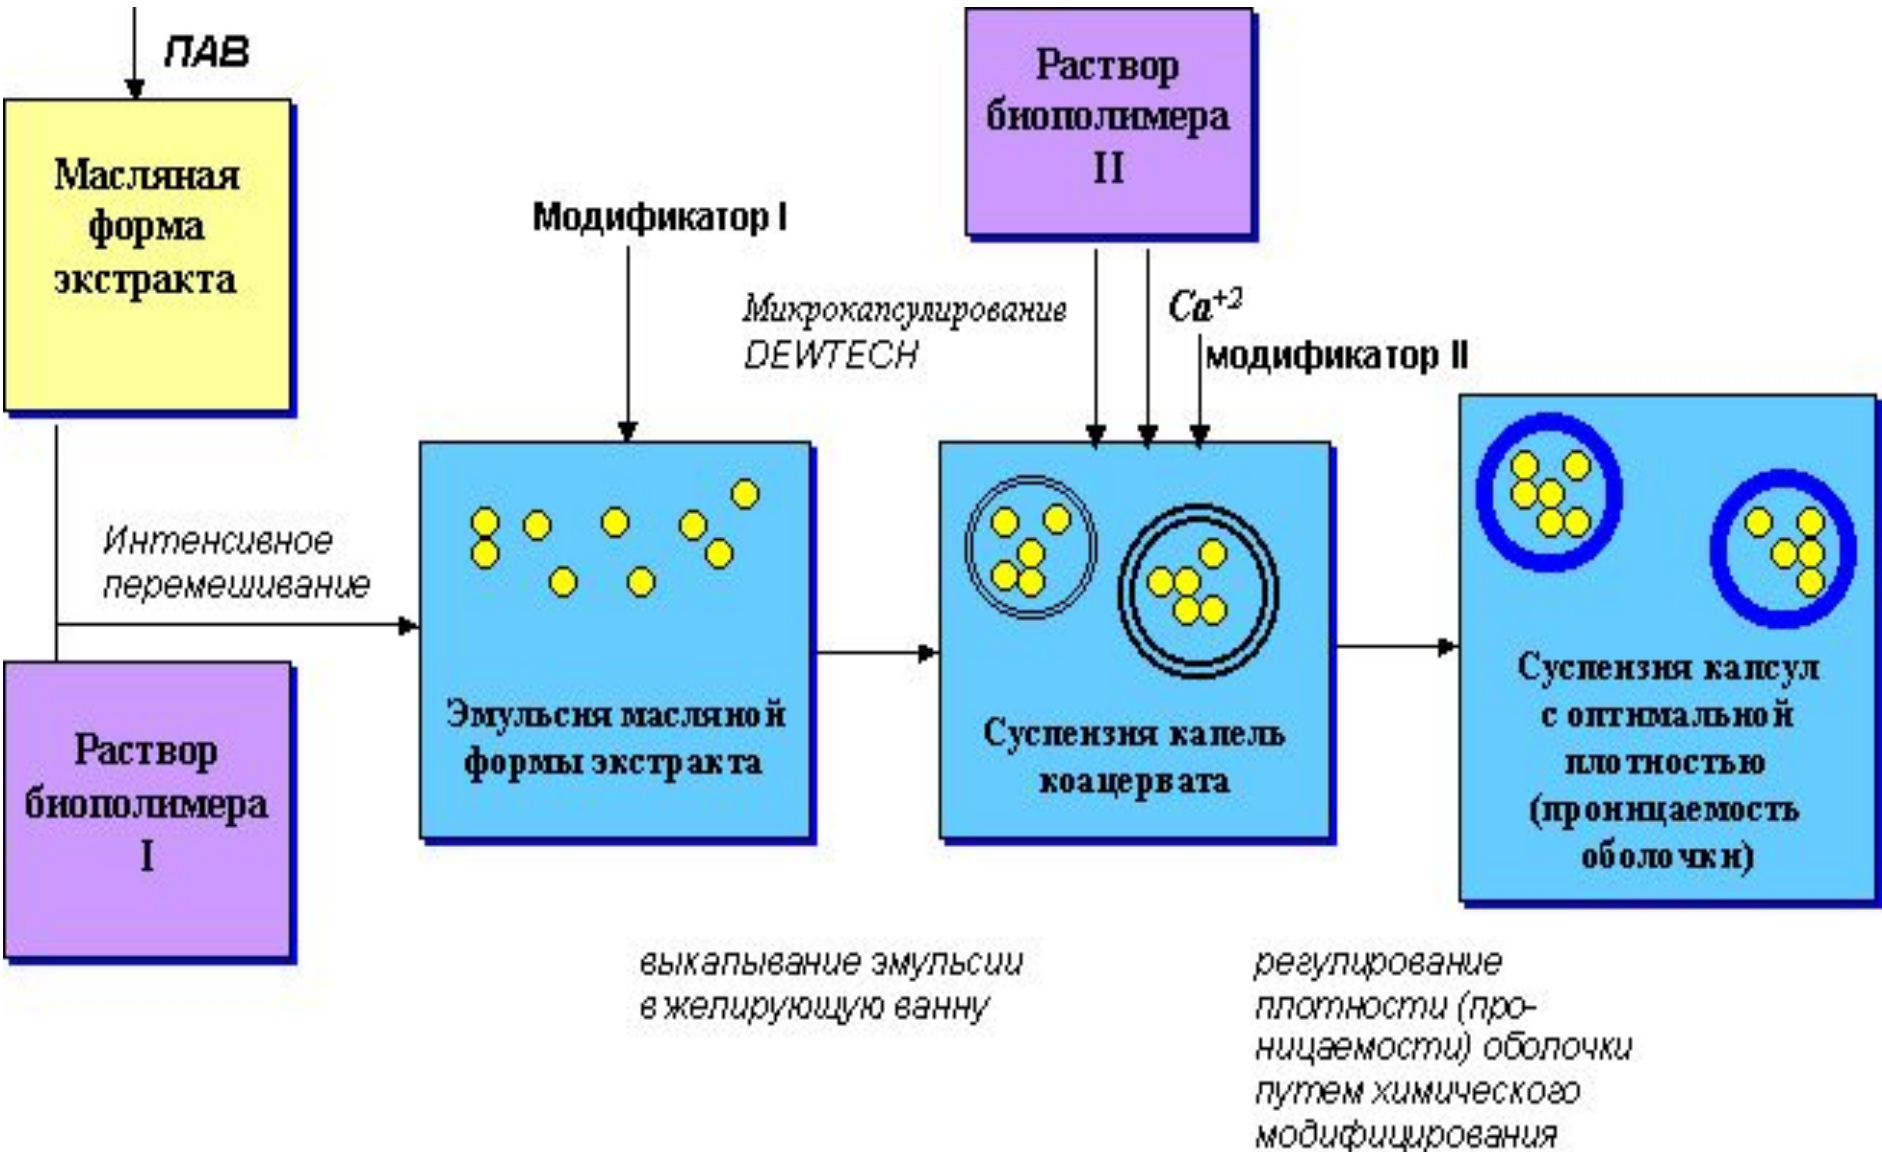 ПАВ
Масляная
форма
экстракта
Интенсивное
перемешивание
Раствор
биополимера
I
Модификатор I
Эмульсия масляной
формы экстракта
Раствор
биополимера
II
Микрокапсулирование
DEWTECH
Ca+2
модификатор II
Суспензия капель
коацервата
Суспензия капсул
с оптимальной
плотностью
(проницаемость
оболочки)
выкапывание эмульсии
в желирующую ванну
регулирование
плотности (про-
ницаемости) оболочки
путем химического
модифицирования